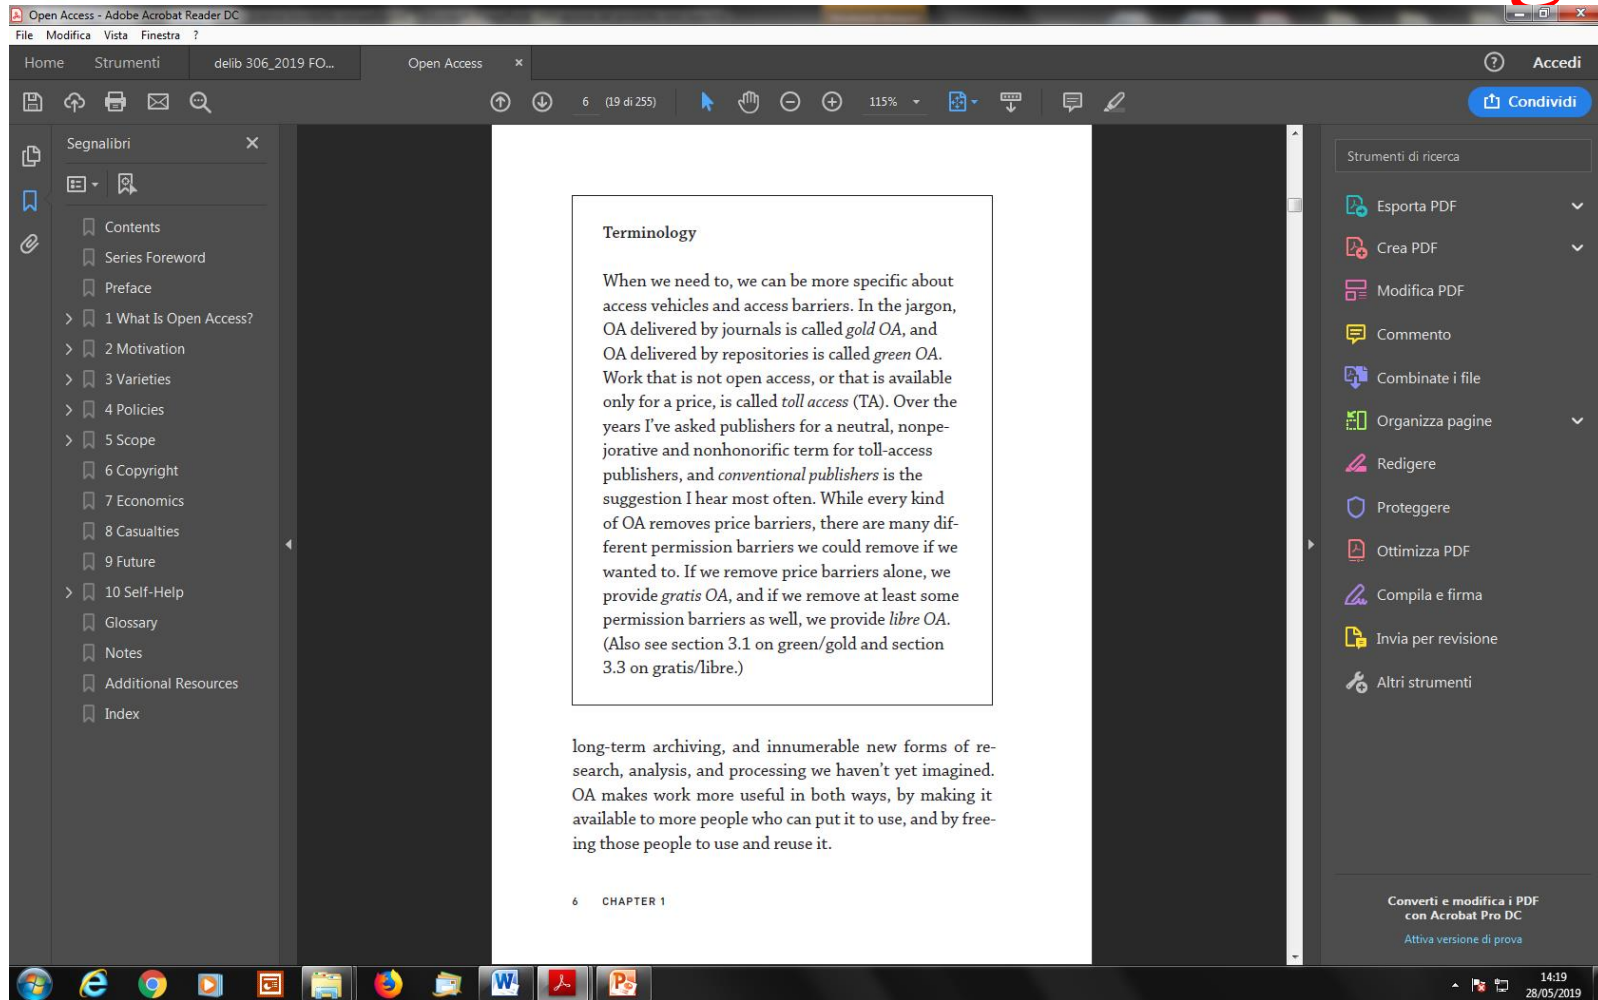 Open Access - Adobe Acrobat Reader DC
File Modifica Vista Finestra ?
Home Strumenti delib 306_2019 FO... Open Access × Accedi
6 (19 di 255) 115% Condividi
Segnalibri
Contents
Series Foreword
Preface
1 What Is Open Access?
2 Motivation
3 Varieties
4 Policies
5 Scope
6 Copyright
7 Economics
8 Casualties
9 Future
10 Self-Help
Glossary
Notes
Additional Resources
Index
Terminology
When we need to, we can be more specific about
access vehicles and access barriers. In the jargon,
OA delivered by journals is called gold OA, and
OA delivered by repositories is called green OA.
Work that is not open access, or that is available
only for a price, is called toll access (TA). Over the
years I've asked publishers for a neutral, nonpe-
jorative and nonhonorific term for toll-access
publishers, and conventional publishers is the
suggestion I hear most often. While every kind
of OA removes price barriers, there are many dif-
ferent permission barriers we could remove if we
wanted to. If we remove price barriers alone, we
provide gratis OA, and if we remove at least some
permission barriers as well, we provide libre OA.
(Also see section 3.1 on green/gold and section
3.3 on gratis/libre.)
long-term archiving, and innumerable new forms of re-
search, analysis, and processing we haven't yet imagined.
OA makes work more useful in both ways, by making it
available to more people who can put it to use, and by free-
ing those people to use and reuse it.
6 CHAPTER 1
Strumenti di ricerca
Esporta PDF
Crea PDF
Modifica PDF
Commento
Combinate i file
Organizza pagine
Redigere
Proteggere
Ottimizza PDF
Compila e firma
Invia per revisione
Altri strumenti
Converti e modifica i PDF
con Acrobat Pro DC
Attiva versione di prova
14:19
28/05/2019